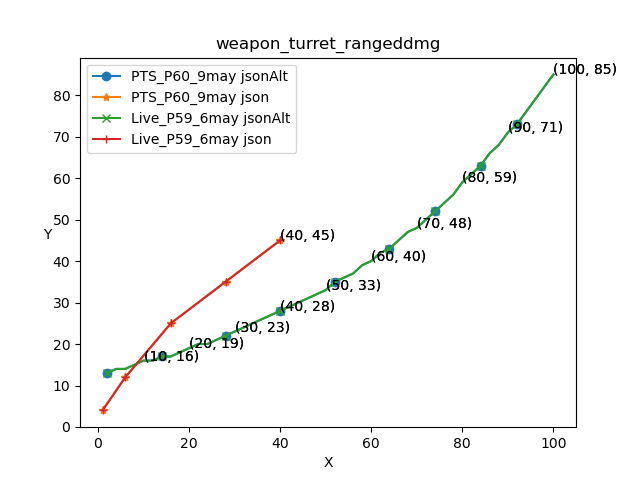 weapon_turret_rangeddmg
PTS_P60_9may jsonAlt
PTS_P60_9may json
Live_P59_6may jsonAlt
Live_P59_6may json
(100, 85)
(90, 71)
(80, 59)
(70, 48)
(60, 40)
(50, 33)
(40, 45)
(40, 28)
(30, 23)
(20, 19)
(10, 16)
80
70
60
50
40
30
20
10
0
Y
0 20 40 60 80 100
X